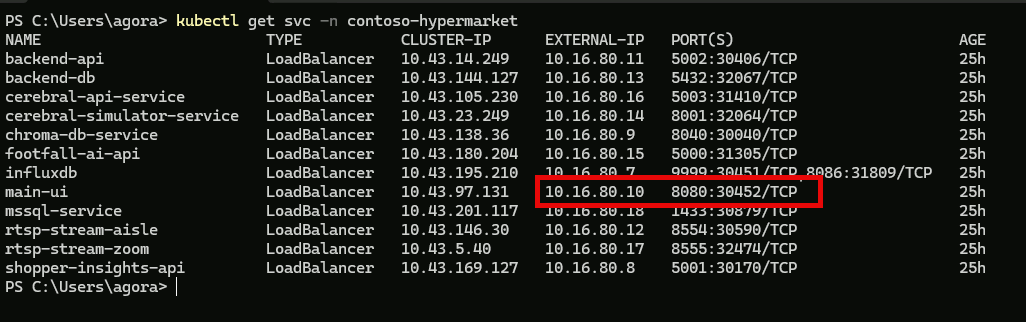 PS C:\Users\agora> kubectl get svc -n contoso-hypermarket
NAME TYPE CLUSTER-IP EXTERNAL-IP PORT(S) AGE
backend-api LoadBalancer 10.43.14.249 10.16.80.11 5002:30406/TCP 25h
backend-db LoadBalancer 10.43.144.127 10.16.80.13 5432:32067/TCP 25h
cerebral-api-service LoadBalancer 10.43.105.230 10.16.80.16 5003:31410/TCP 25h
cerebral-simulator-service LoadBalancer 10.43.23.249 10.16.80.14 8001:32064/TCP 25h
chroma-db-service LoadBalancer 10.43.138.36 10.16.80.9 8040:30040/TCP 25h
footfall-ai-api LoadBalancer 10.43.180.204 10.16.80.15 5000:31305/TCP 25h
influxdb LoadBalancer 10.43.195.210 10.16.80.7 9999:30451/TCP,8086:31809/TCP 25h
main-ui LoadBalancer 10.43.97.131 10.16.80.10 8080:30452/TCP 25h
mssql-service LoadBalancer 10.43.201.117 10.16.80.18 1433:30879/TCP 25h
rtsp-stream-aisle LoadBalancer 10.43.146.30 10.16.80.12 8554:30590/TCP 25h
rtsp-stream-zoom LoadBalancer 10.43.5.40 10.16.80.17 8555:32474/TCP 25h
shopper-insights-api LoadBalancer 10.43.169.127 10.16.80.8 5001:30170/TCP 25h
PS C:\Users\agora>